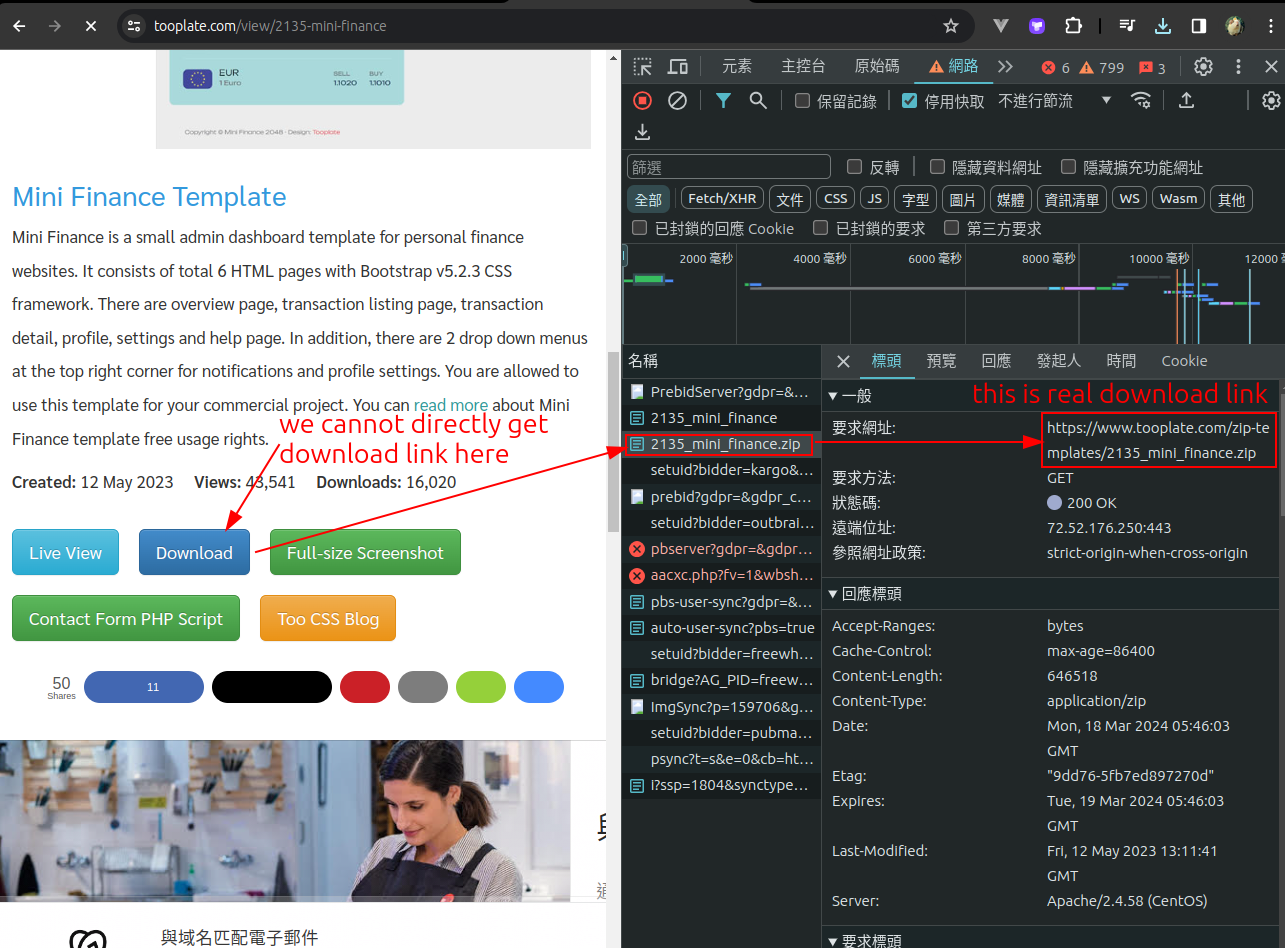 tooplate.com/view/2135-mini-finance
EUR
1 Euro
SELL
1.1020
BUY
1.1010
Copyright © Mini Finance 2048 - Design: Tooplate
Mini Finance Template
Mini Finance is a small admin dashboard template for personal finance
websites. It consists of total 6 HTML pages with Bootstrap v5.2.3 CSS
framework. There are overview page, transaction listing page, transaction
detail, profile, settings and help page. In addition, there are 2 drop down menus
at the top right corner for notifications and profile settings. You are allowed to
use this template for your commercial project. You can read more about Mini
Finance template free usage rights.
we cannot directly get
download link here
Created: 12 May 2023 Views: 43,541 Downloads: 16,020
Live View
Download
Full-size Screenshot
Contact Form PHP Script
Too CSS Blog
50
Shares
11
與域名匹配電子郵件
元素 主控台 原始碼 網路 6 799 3
保留記錄 停用快取 不進行節流
篩選 反轉 隱藏資料網址 隱藏擴充功能網址
全部 Fetch/XHR 文件 CSS JS 字型 圖片 媒體 資訊清單 WS Wasm 其他
已封鎖的回應 Cookie 已封鎖的要求 第三方要求
2000 毫秒 4000 毫秒 6000 毫秒 8000 毫秒 10000 毫秒 12000
名稱
PrebidServer?gdpr=&...
2135_mini_finance
2135_mini_finance.zip
setuid?bidder=kargo&...
prebid?gdpr=&gdpr_c...
setuid?bidder=outbrai...
pbserver?gdpr=&gdpr...
aacxc.php?fv=1&wbsh...
pbs-user-sync?gdpr=&...
auto-user-sync?pbs=true
setuid?bidder=freewh...
bridge?AG_PID=freew...
ImgSync?p=159706&g...
setuid?bidder=pubma...
psync?t=s&e=0&cb=ht...
i?ssp=1804&synctype...
標頭 預覽 回應 發起人 時間 Cookie
this is real download link
一般
要求網址: https://www.tooplate.com/zip-te
mplates/2135_mini_finance.zip
要求方法: GET
狀態碼: 200 OK
遠端位址: 72.52.176.250:443
參照網址政策: strict-origin-when-cross-origin
回應標頭
Accept-Ranges: bytes
Cache-Control: max-age=86400
Content-Length: 646518
Content-Type: application/zip
Date: Mon, 18 Mar 2024 05:46:03
GMT
Etag: "9dd76-5fb7ed897270d"
Expires: Tue, 19 Mar 2024 05:46:03
GMT
Last-Modified: Fri, 12 May 2023 13:11:41
GMT
Server: Apache/2.4.58 (CentOS)
要求標頭